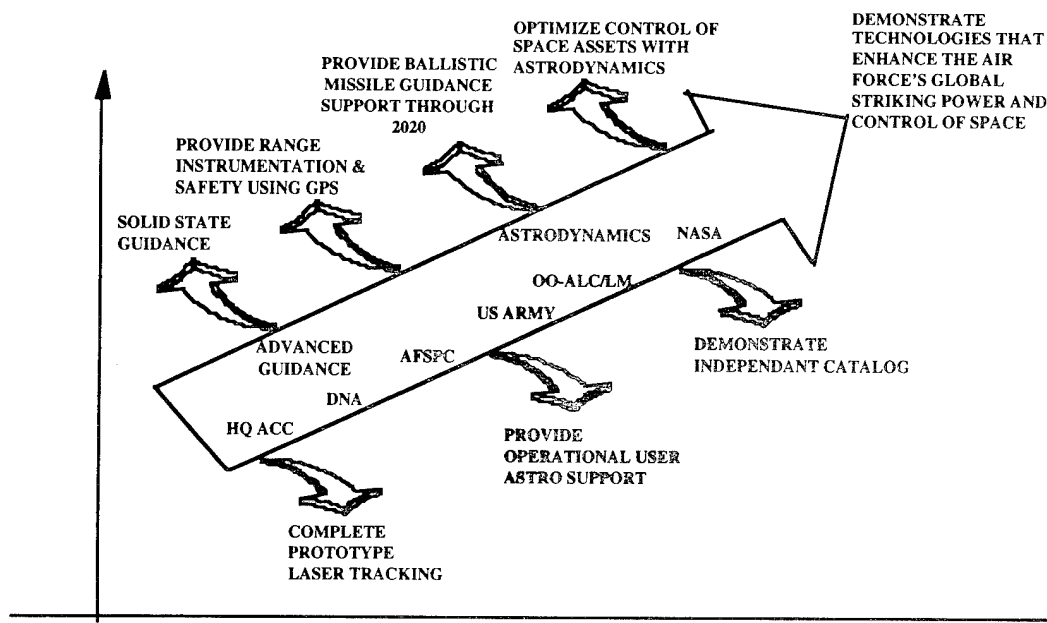 OPTIMIZE CONTROL OF
SPACE ASSETS WITH
ASTRODYNAMICS
DEMONSTRATE
TECHNOLOGIES THAT
ENHANCE THE AIR
FORCE'S GLOBAL
STRIKING POWER AND
CONTROL OF SPACE
PROVIDE BALLISTIC
MISSILE GUIDANCE
SUPPORT THROUGH
2020
PROVIDE RANGE
INSTRUMENTATION &
SAFETY USING GPS
SOLID STATE
GUIDANCE
ASTRODYNAMICS
NASA
OO-ALC/LM
US ARMY
ADVANCED
GUIDANCE
AFSPC
DNA
HQ ACC
DEMONSTRATE
INDEPENDANT CATALOG
PROVIDE
OPERATIONAL USER
ASTRO SUPPORT
COMPLETE
PROTOTYPE
LASER TRACKING